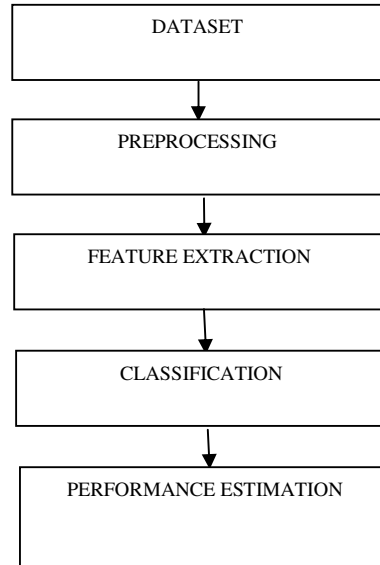 DATASET
PREPROCESSING
FEATURE EXTRACTION
CLASSIFICATION
PERFORMANCE ESTIMATION